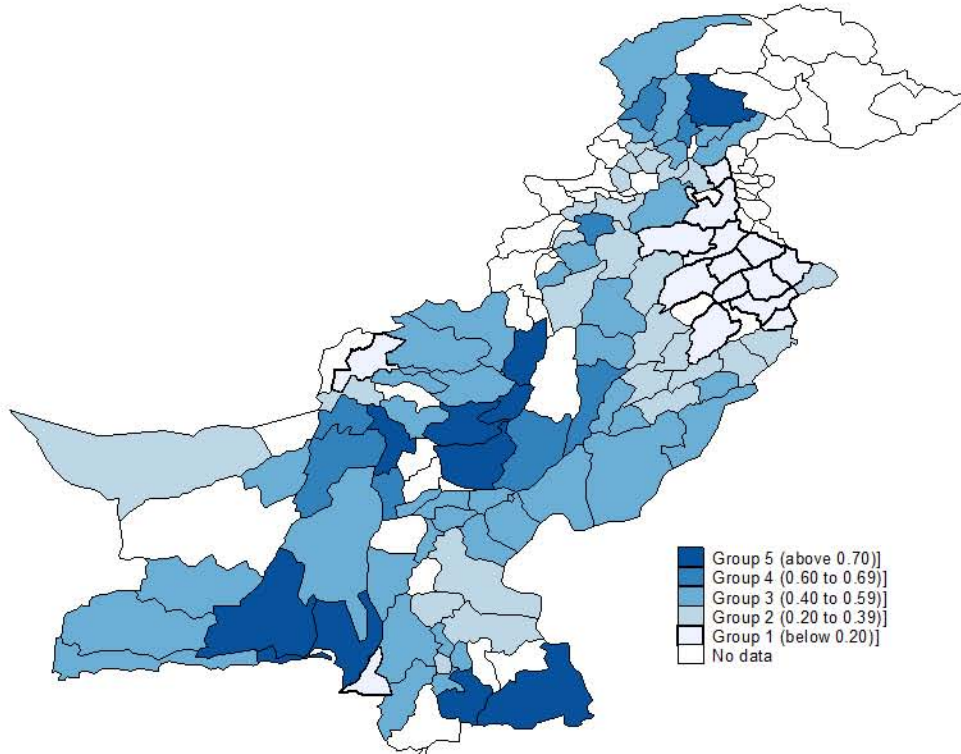 Group 5 (above 0.70)]
Group 4 (0.60 to 0.69)]
Group 3 (0.40 to 0.59)]
Group 2 (0.20 to 0.39)]
Group 1 (below 0.20)]
No data